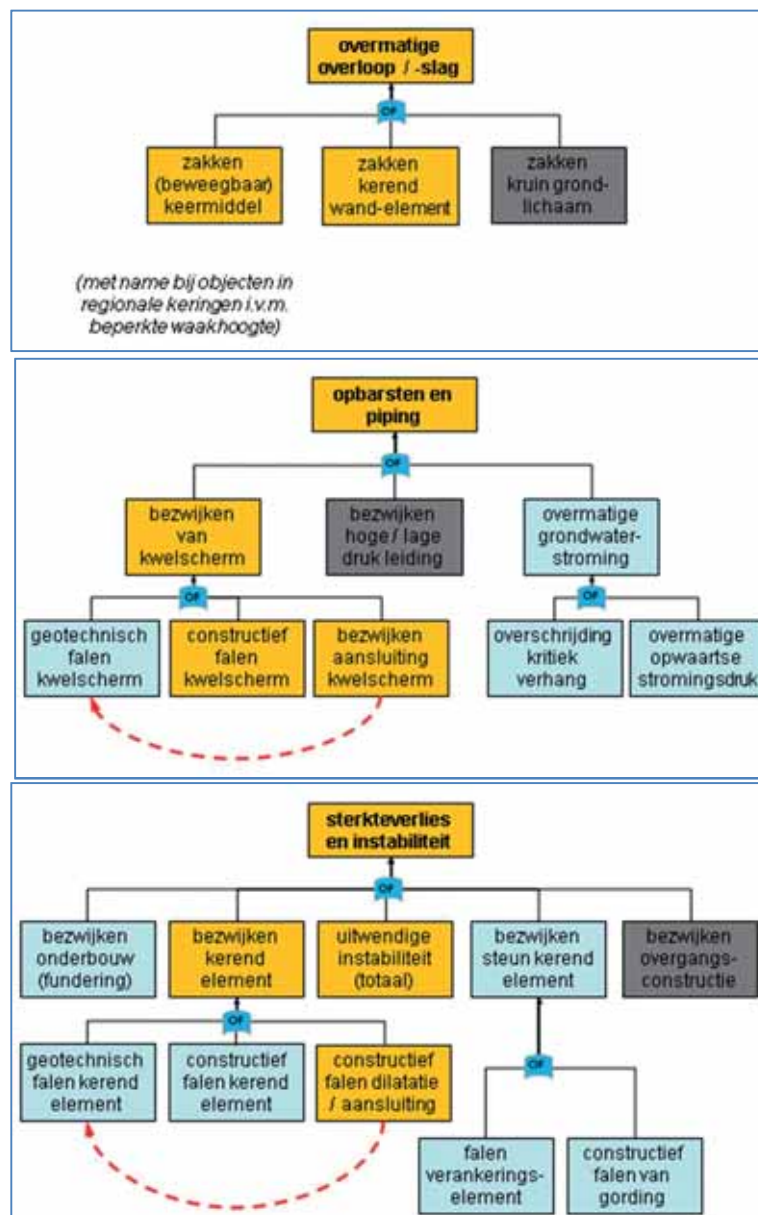 overmatige
overloop / -slag
OF
zakken
(beweegbaar)
keermiddel
zakken
kerend
wand-element
zakken
kruin grond-
lichaam
(met name bij objecten in
regionale keringen i.v.m.
beperkte waakhoogte)
opbarsten en
piping
OF
bezwijken
van
kwelscherm
bezwijken
hoge / lage
druk leiding
overmatige
grondwater-
stroming
OF
OF
geotechnisch
falen
kwelscherm
constructief
falen
kwelscherm
bezwijken
aansluiting
kwelscherm
overschrijding
kritiek
verhang
overmatige
opwaartse
stromingsdruk
sterkteverlies
en instabiliteit
OF
bezwijken
onderbouw
(fundering)
bezwijken
kerend
element
uitwendige
instabiliteit
(totaal)
bezwijken
steun kerend
element
bezwijken
overgangs-
constructie
OF
geotechnisch
falen kerend
element
constructief
falen kerend
element
constructief
falen dilatatie
/ aansluiting
OF
falen
verankerings-
element
constructief
falen van
gording